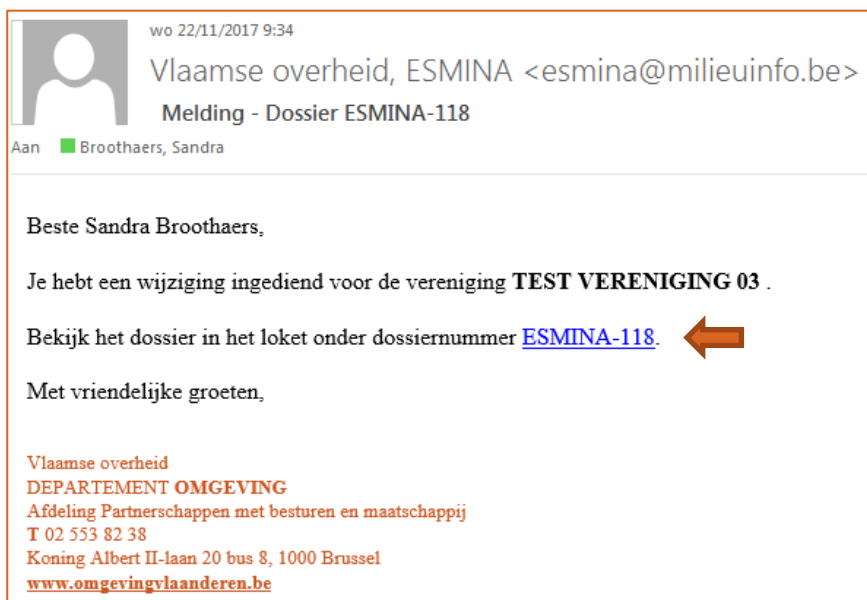 wo 22/11/2017 9:34
Vlaamse overheid, ESMINA <esmina@milieuinfo.be>
Melding - Dossier ESMINA-118
Aan Broothaers, Sandra
Beste Sandra Broothaers,
Je hebt een wijziging ingediend voor de vereniging TEST VERENIGING 03 .
Bekijk het dossier in het loket onder dossiernummer ESMINA-118.
Met vriendelijke groeten,
Vlaamse overheid
DEPARTEMENT OMGEVING
Afdeling Partnerschappen met besturen en maatschappij
T 02 553 82 38
Koning Albert II-laan 20 bus 8, 1000 Brussel
www.omgevingvlaanderen.be